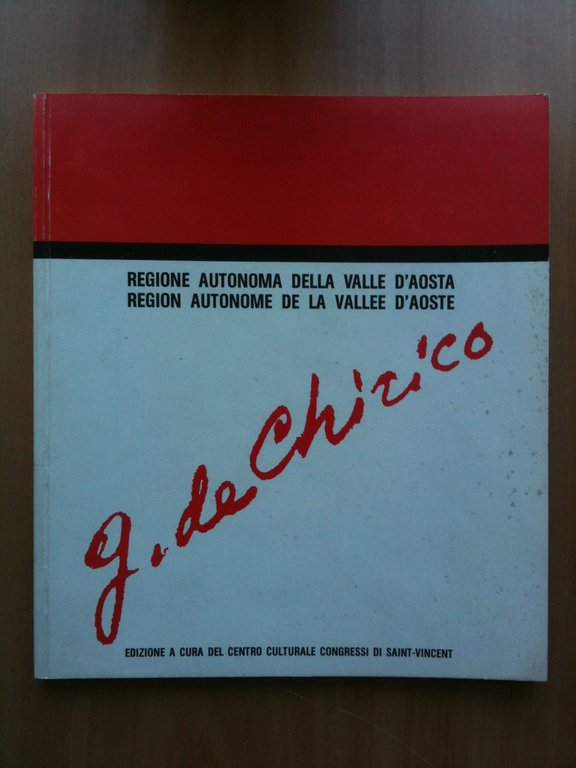 REGIONE AUTONOMA DELLA VALLE D'AOSTA
REGION AUTONOME DE LA VALLEE D'AOSTE
g. de Chirico
EDIZIONE A CURA DEL CENTRO CULTURALE CONGRESSI DI SAINT-VINCENT